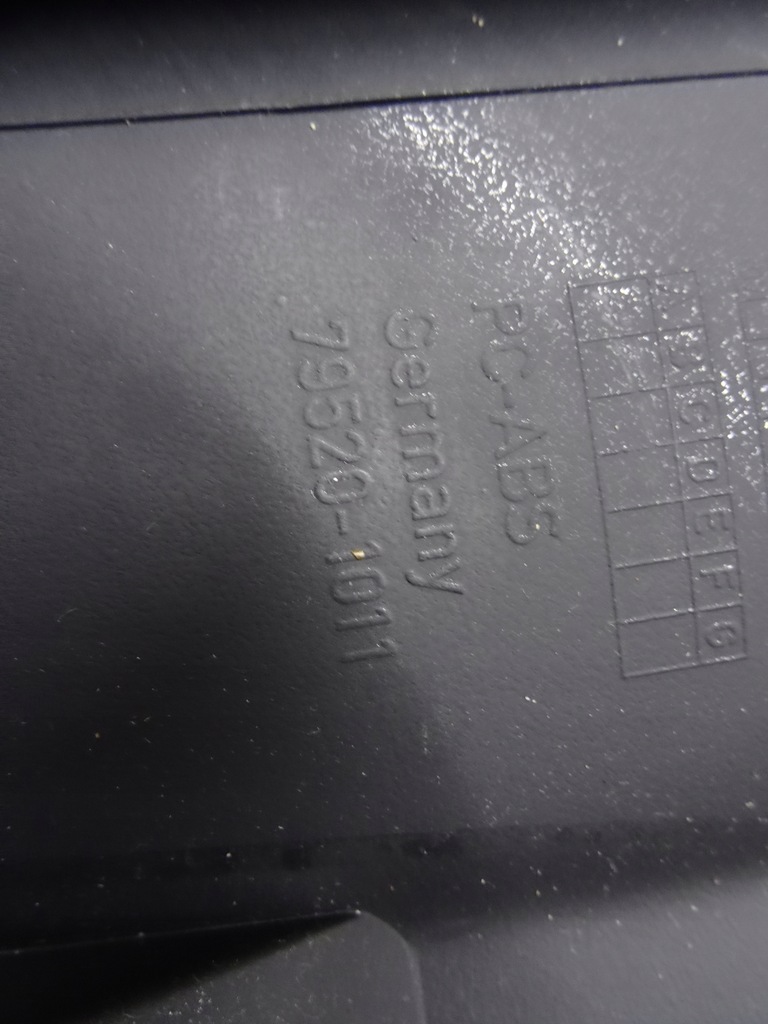 B C D E F G
PC-ABS
Germany
79520-1011